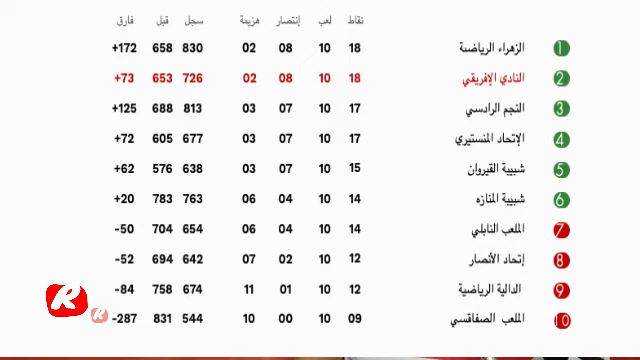 نقاط لعب إنتصار هزيمة سجل قبل فارق
1 الزهراء الرياضية 18 10 08 02 830 658 +172
2 النادي الإفريقي 18 10 08 02 726 653 +73
3 النجم الرادسي 17 10 07 03 813 688 +125
4 الإتحاد المنستيري 17 10 07 03 677 605 +72
5 شبيبة القيروان 15 10 07 03 638 576 +62
6 شبيبة المنازه 14 10 04 06 763 783 +20
7 الملعب النابلي 14 10 04 06 654 704 -50
8 إتحاد الأنصار 12 10 02 07 642 694 -52
9 الدالية الرياضية 12 10 01 11 674 758 -84
10 الملعب الصفاقسي 09 10 00 10 544 831 -287